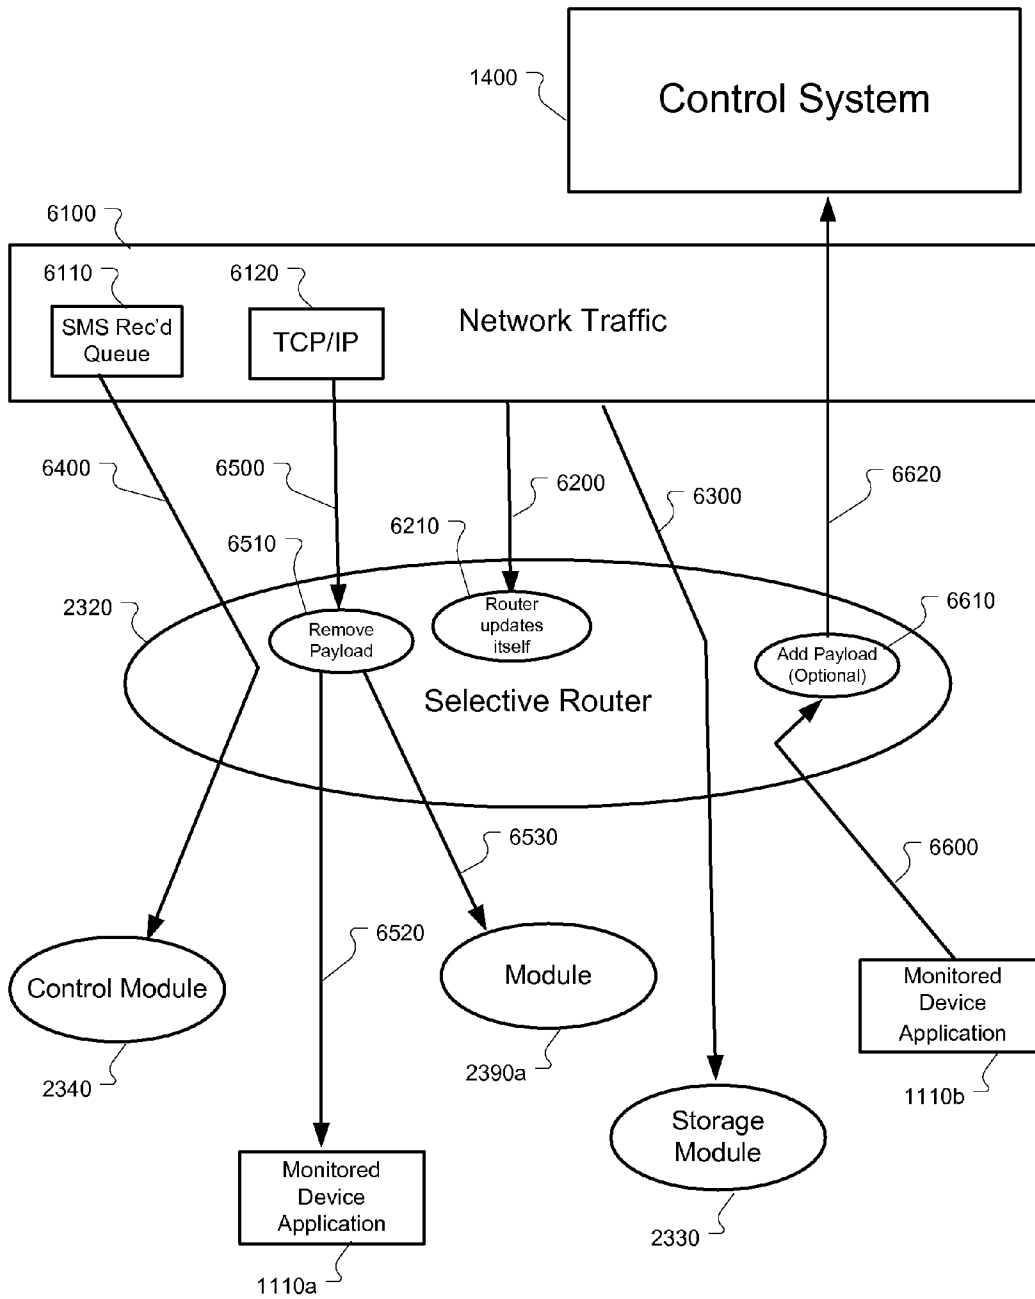 1400
Control System
6100
6110
6120
SMS Rec'd
Queue
TCP/IP
Network Traffic
6400
6500
6200
6300
6620
6210
6510
2320
6610
Remove
Payload
Router
updates
itself
Add Payload
(Optional)
Selective Router
6530
6600
6520
Control Module
Module
Monitored
Device
Application
2340
2390a
1110b
Storage
Module
Monitored
Device
Application
2330
1110a